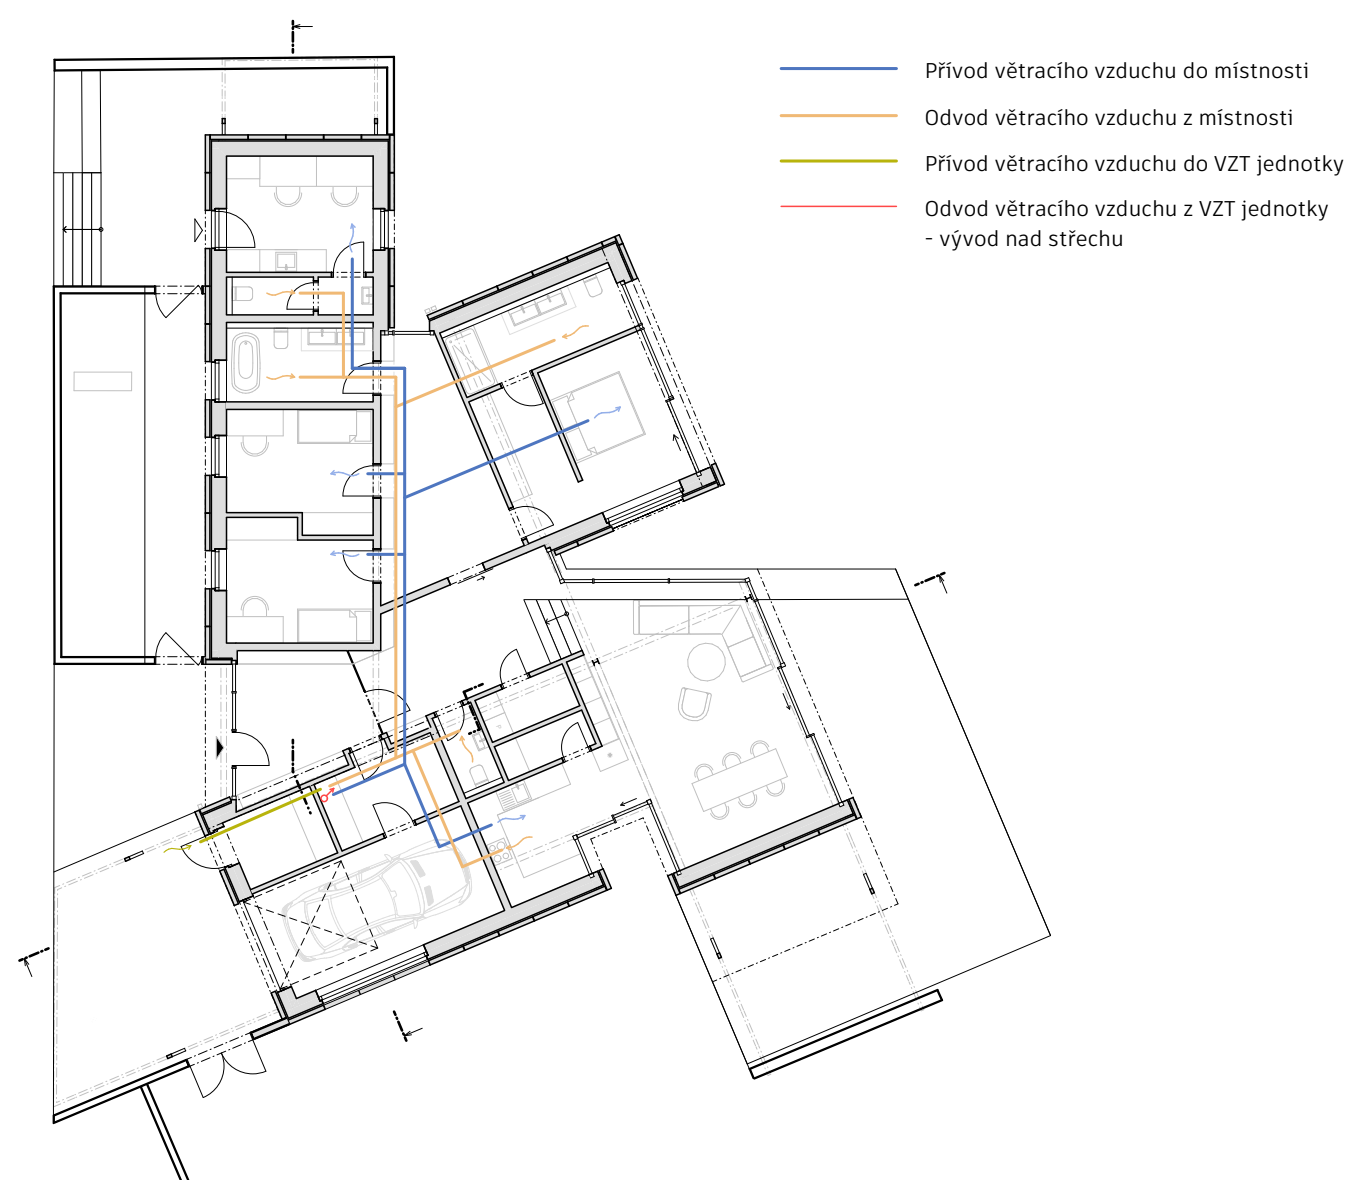 Přívod větracího vzduchu do místnosti
Odvod větracího vzduchu z místnosti
Přívod větracího vzduchu do VZT jednotky
Odvod větracího vzduchu z VZT jednotky
- vývod nad střechu